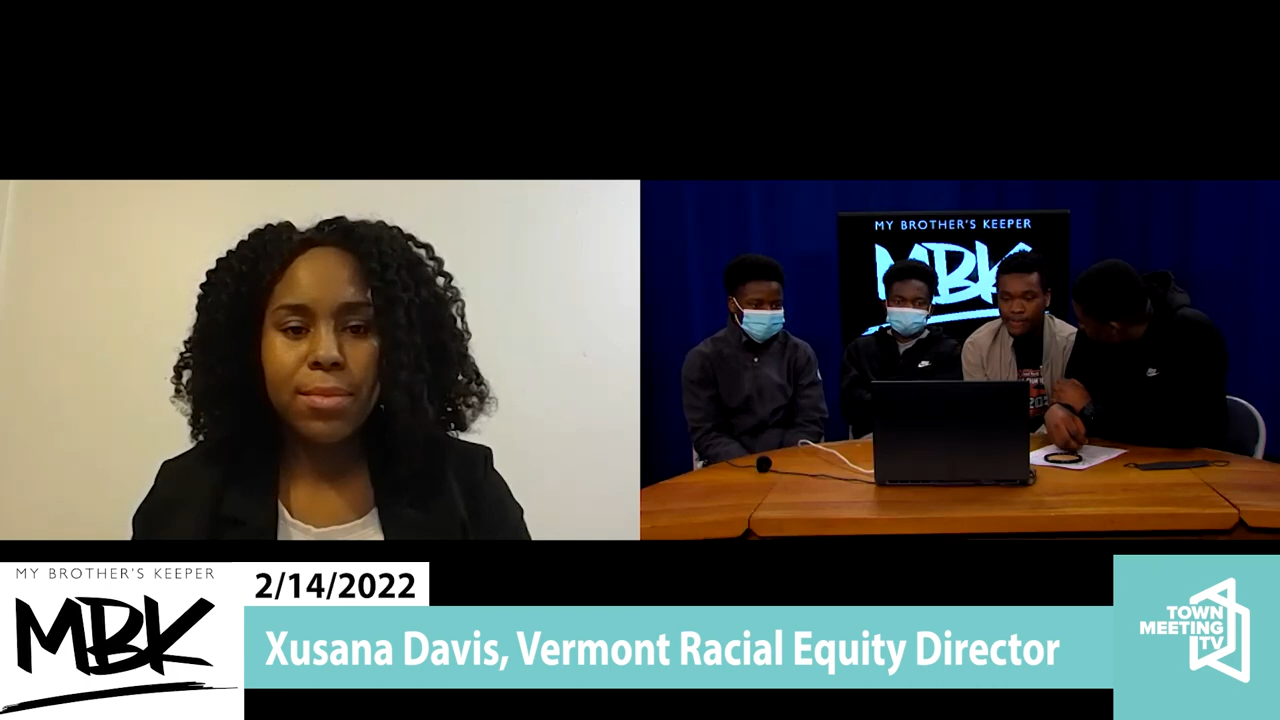 MY BROTHER'S KEEPER
MBK
202
MY BROTHER'S KEEPER
MBK
2/14/2022
Xusana Davis, Vermont Racial Equity Director
TOWN
MEETING
TV